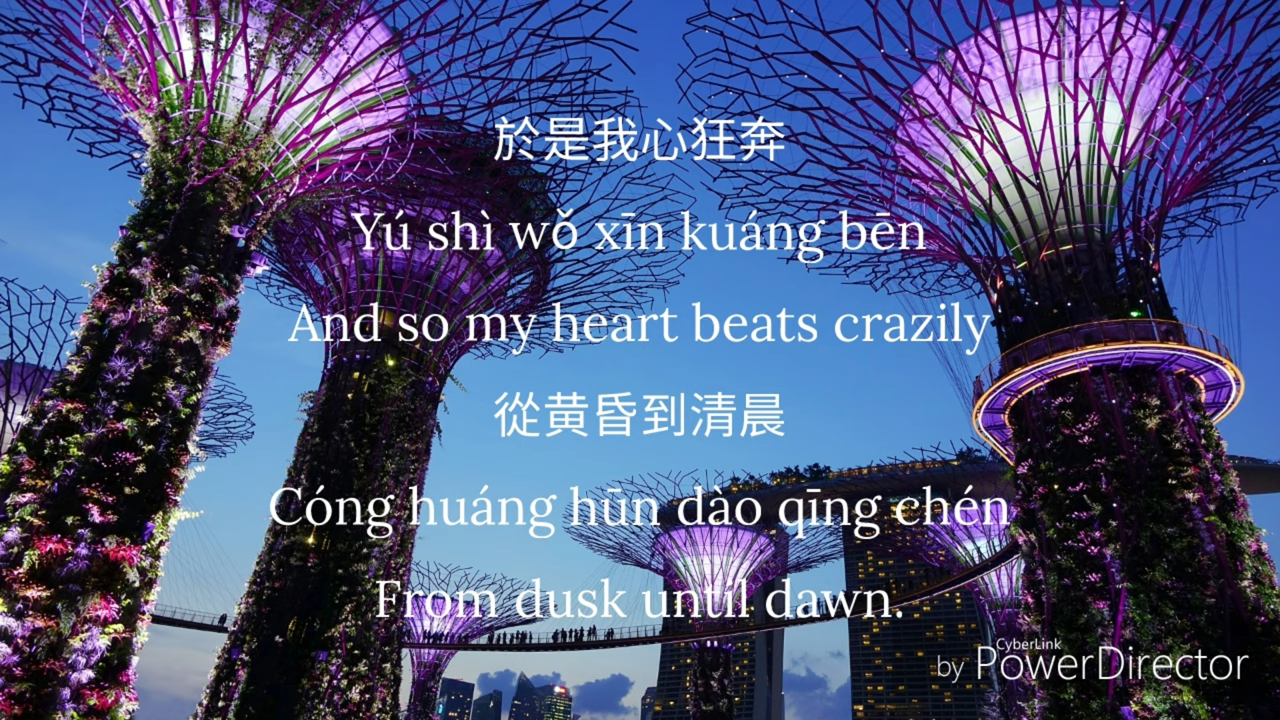 於是我心狂奔
Yú shì wǒ xīn kuáng bēn
And so my heart beats crazily
從黄昏到清晨
Cóng huáng hūn dào qīng chén
From dusk until dawn.
CyberLink
by PowerDirector